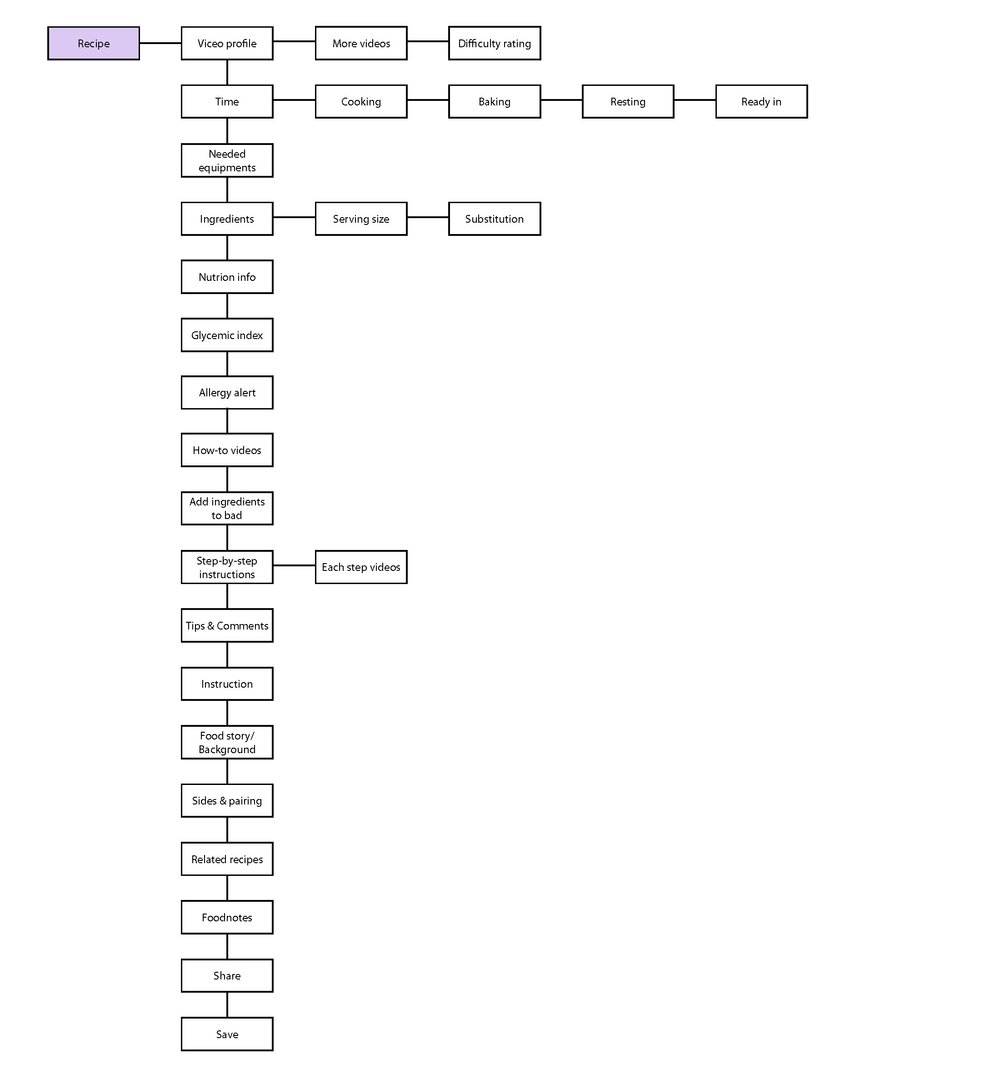 Recipe
Viceo profile
More videos
Difficulty rating
Time
Cooking
Baking
Resting
Ready in
Needed
equipments
Ingredients
Serving size
Substitution
Nutrion info
Glycemic index
Allergy alert
How-to videos
Add ingredients
to bad
Step-by-step
instructions
Each step videos
Tips & Comments
Instruction
Food story/
Background
Sides & pairing
Related recipes
Foodnotes
Share
Save